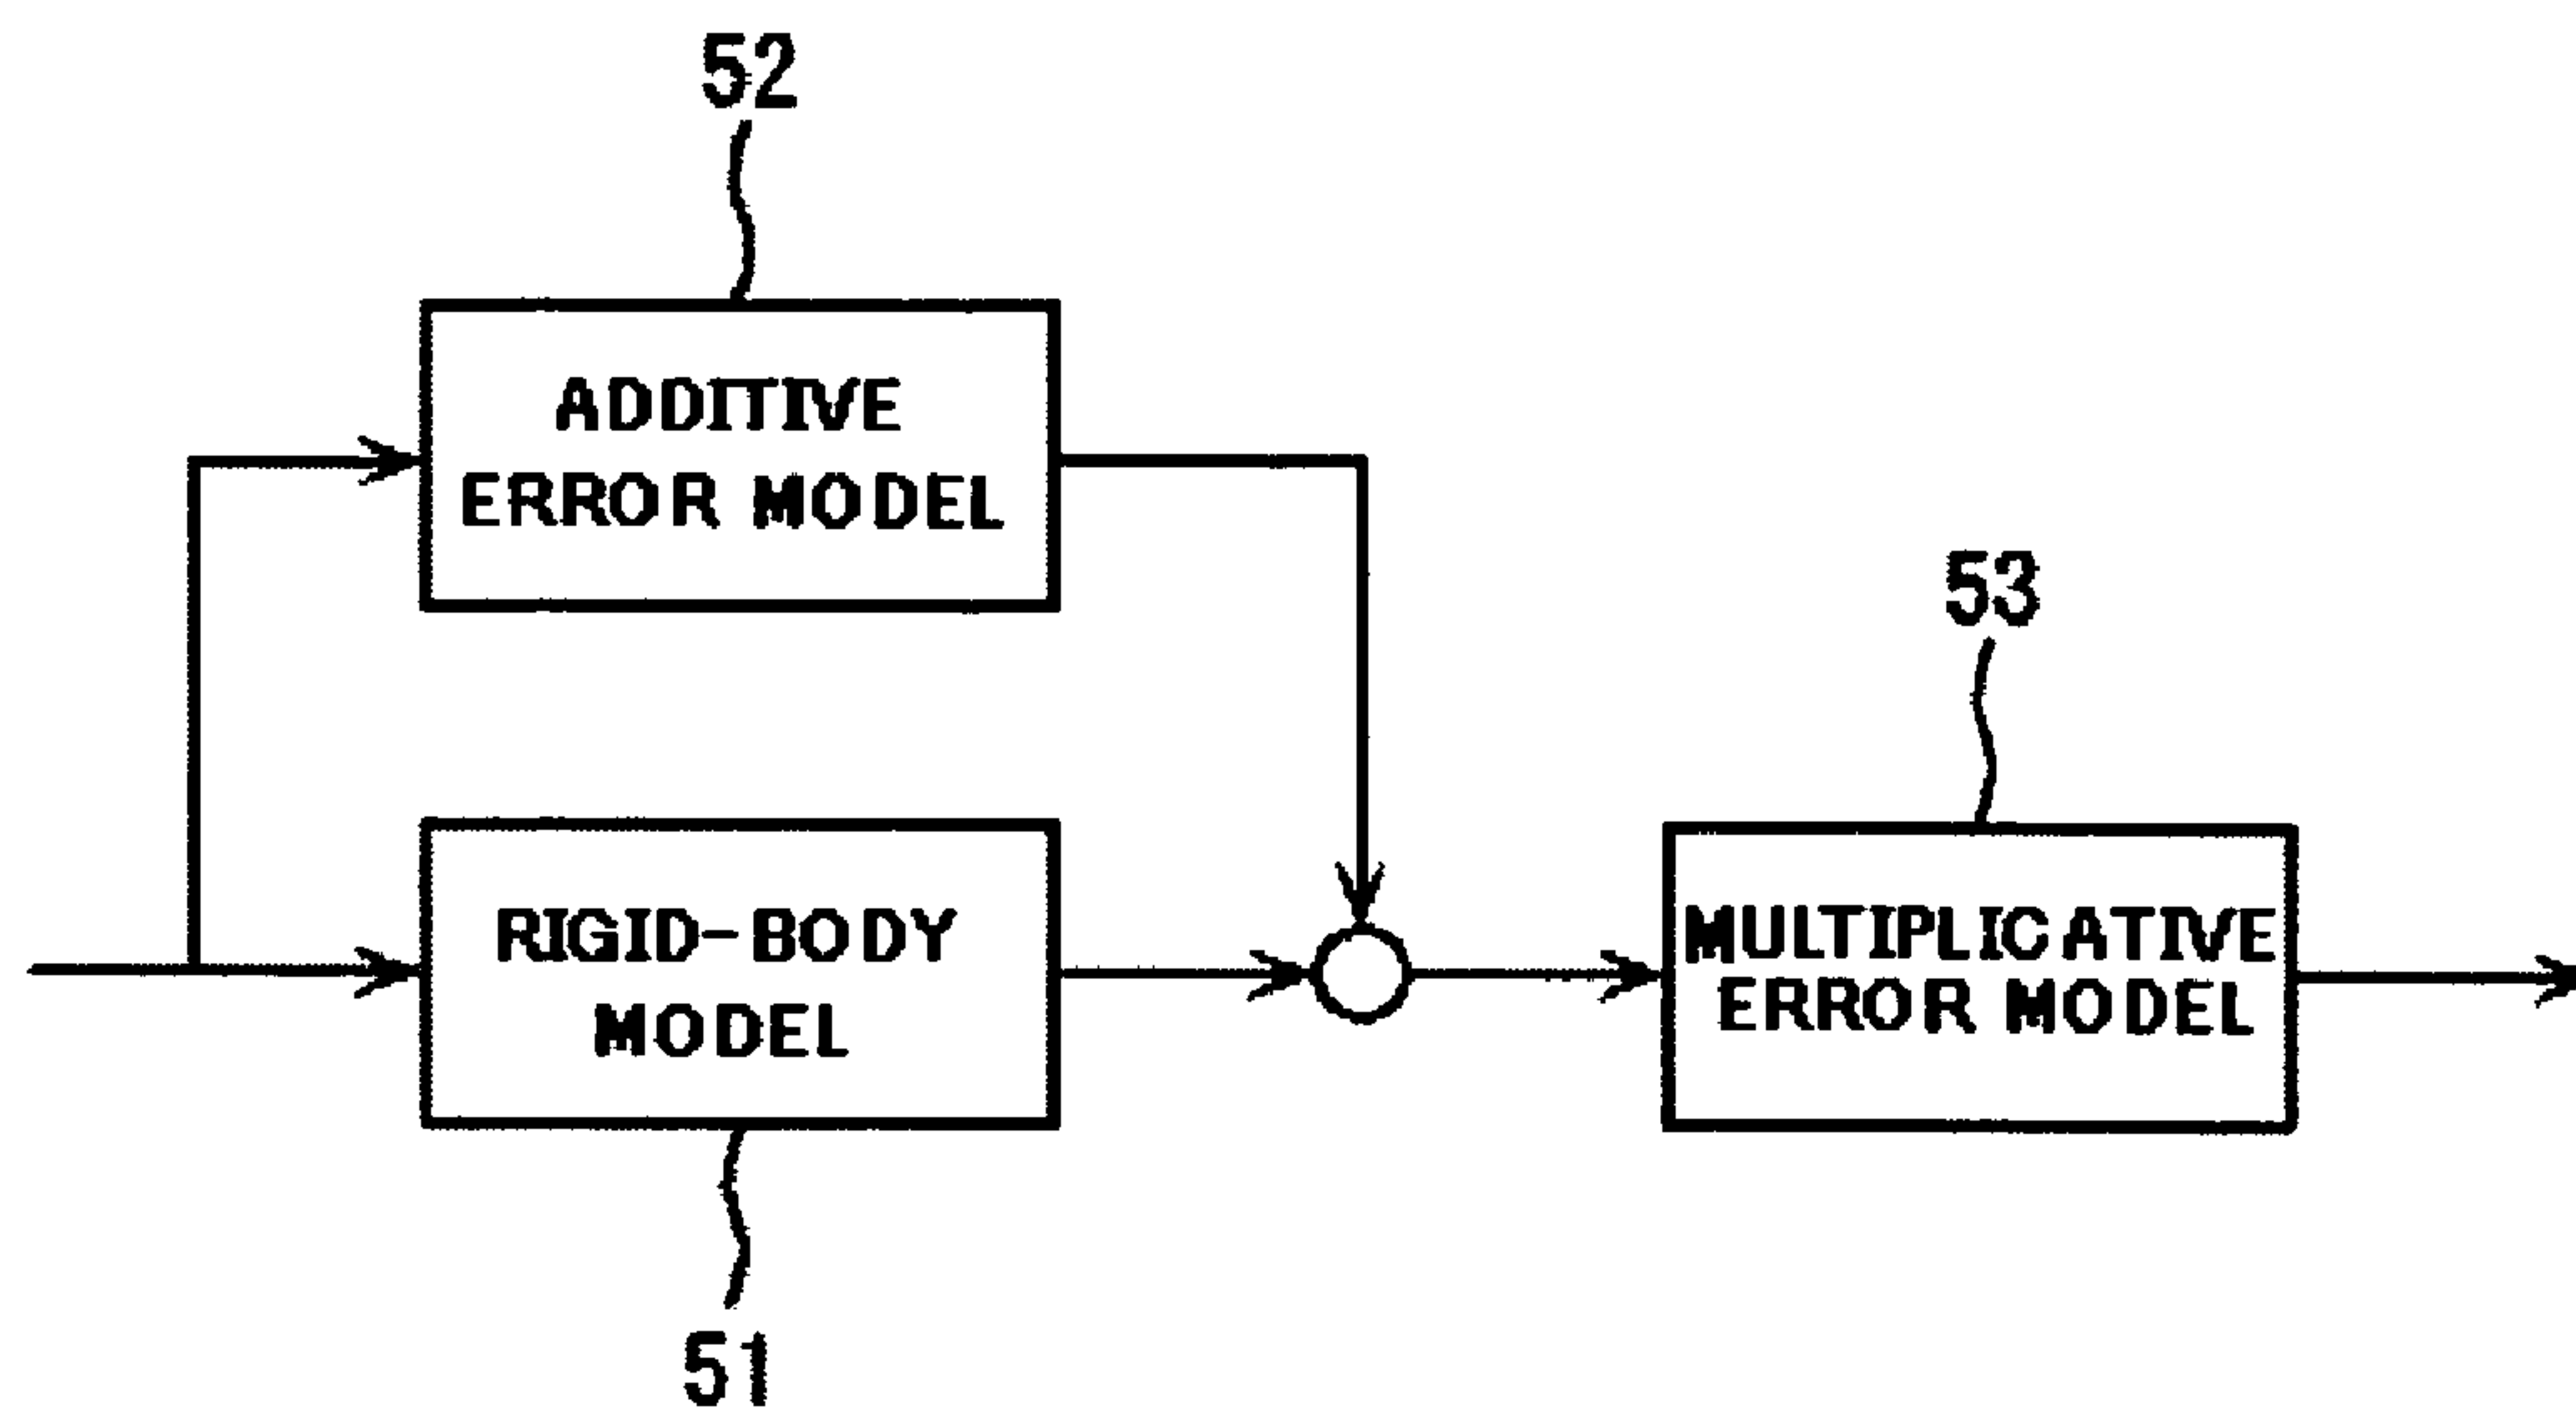 52
ADDITIVE
ERROR MODEL
53
RIGID-BODY
MODEL
MULTIPLICATIVE
ERROR MODEL
51